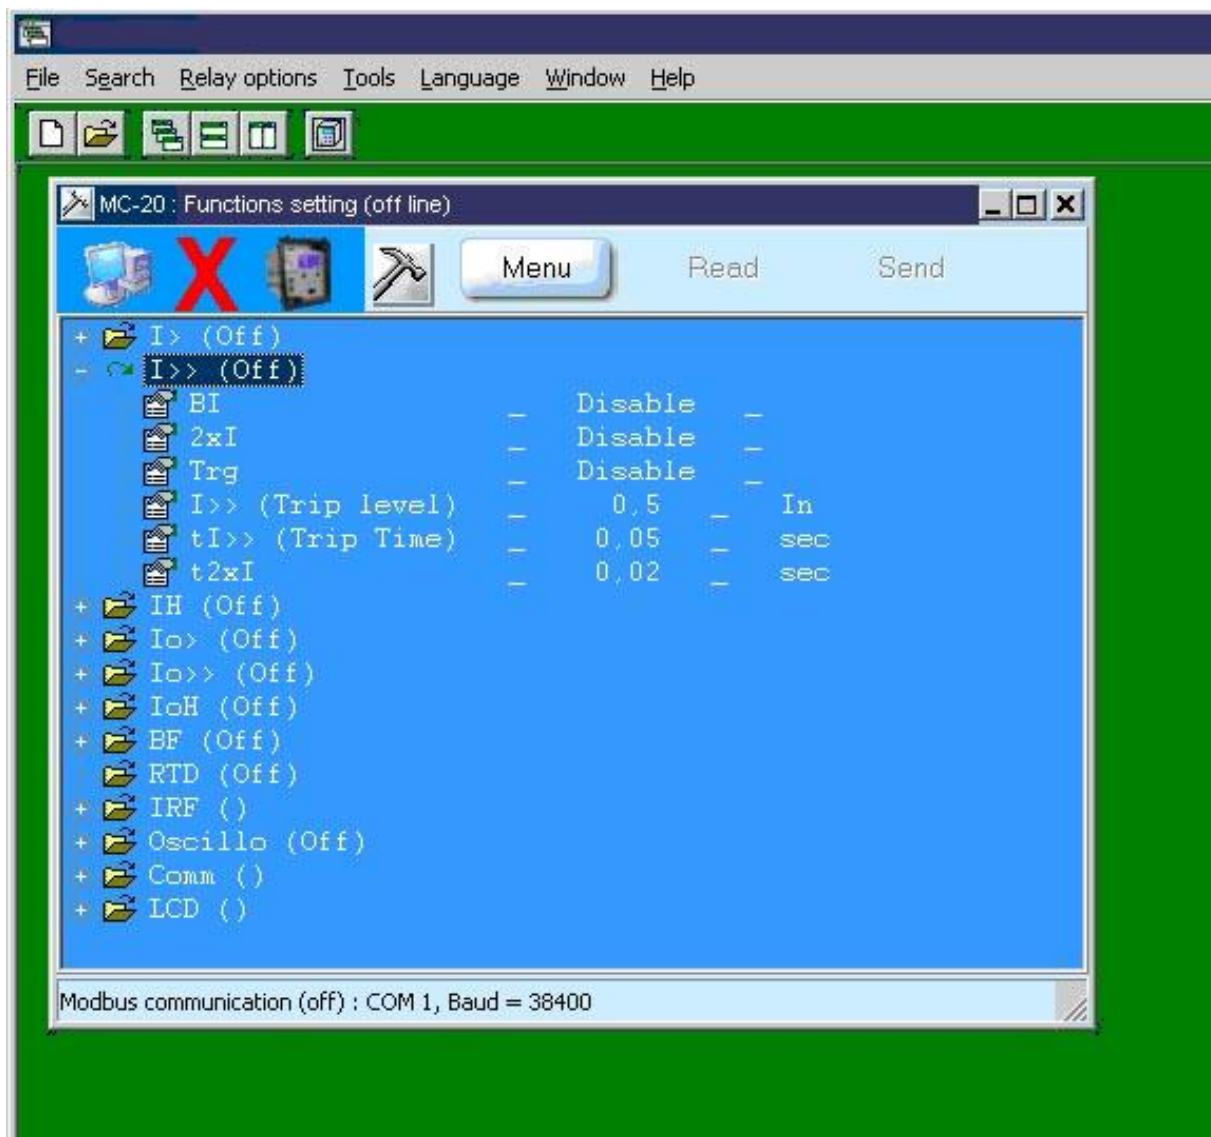 File Search Relay options Tools Language Window Help
MC-20 : Functions setting (off line)
Menu Read Send
+ I> (Off)
- I>> (Off)
BI _ Disable _
2xI _ Disable _
Trg _ Disable _
I>> (Trip level) _ 0,5 _ In
tI>> (Trip Time) _ 0,05 _ sec
t2xI _ 0,02 _ sec
+ IH (Off)
+ Io> (Off)
+ Io>> (Off)
+ IoH (Off)
+ BF (Off)
RTD (Off)
+ IRF ()
+ Oscillo (Off)
+ Comm ()
+ LCD ()
Modbus communication (off) : COM 1, Baud = 38400